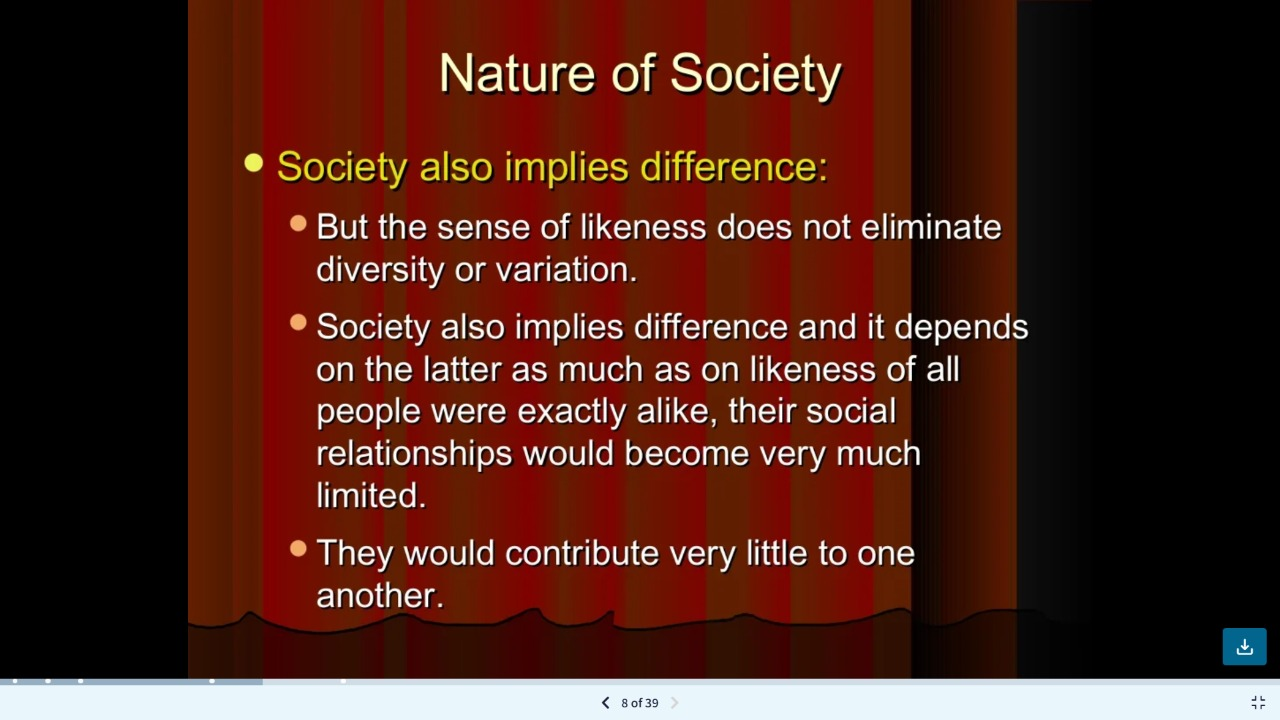 Nature of Society
Society also implies difference:
But the sense of likeness does not eliminate
diversity or variation.
Society also implies difference and it depends
on the latter as much as on likeness of all
people were exactly alike, their social
relationships would become very much
limited.
They would contribute very little to one
another.
8 of 39